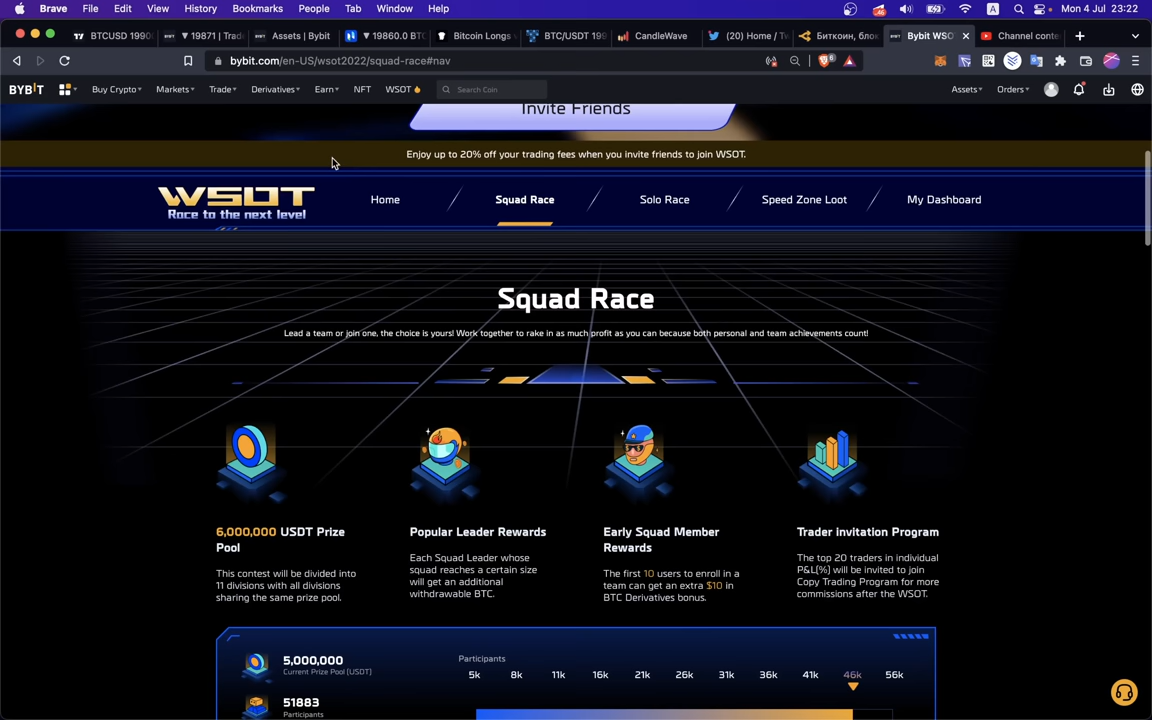 Brave File Edit View History Bookmarks People Tab Window Help A Mon 4 Jul 23:22
BTCUSD 1990 ▼ 19871 | Trad Assets | Bybit ▼ 19860.0 BTC Bitcoin Longs v BTC/USDT 199 CandleWave (20) Home / Tw Биткоин, блок Bybit WSO Channel conte
bybit.com/en-US/wsot2022/squad-race#nav 6
BYBIT Buy Crypto Markets Trade Derivatives Earn NFT WSOT Search Coin Assets Orders
Invite Friends
Enjoy up to 20% off your trading fees when you invite friends to join WSOT.
WSOT
Race to the next level
Home Squad Race Solo Race Speed Zone Loot My Dashboard
Squad Race
Lead a team or join one, the choice is yours! Work together to rake in as much profit as you can because both personal and team achievements count!
6,000,000 USDT Prize
Pool
This contest will be divided into
11 divisions with all divisions
sharing the same prize pool.
Popular Leader Rewards
Each Squad Leader whose
squad reaches a certain size
will get an additional
withdrawable BTC.
Early Squad Member
Rewards
The first 10 users to enroll in a
team can get an extra $10 in
BTC Derivatives bonus.
Trader invitation Program
The top 20 traders in individual
P&L(%) will be invited to join
Copy Trading Program for more
commissions after the WSOT.
5,000,000
Current Prize Pool (USDT)
51883
Participants
Participants
5k 8k 11k 16k 21k 26k 31k 36k 41k 46k 56k